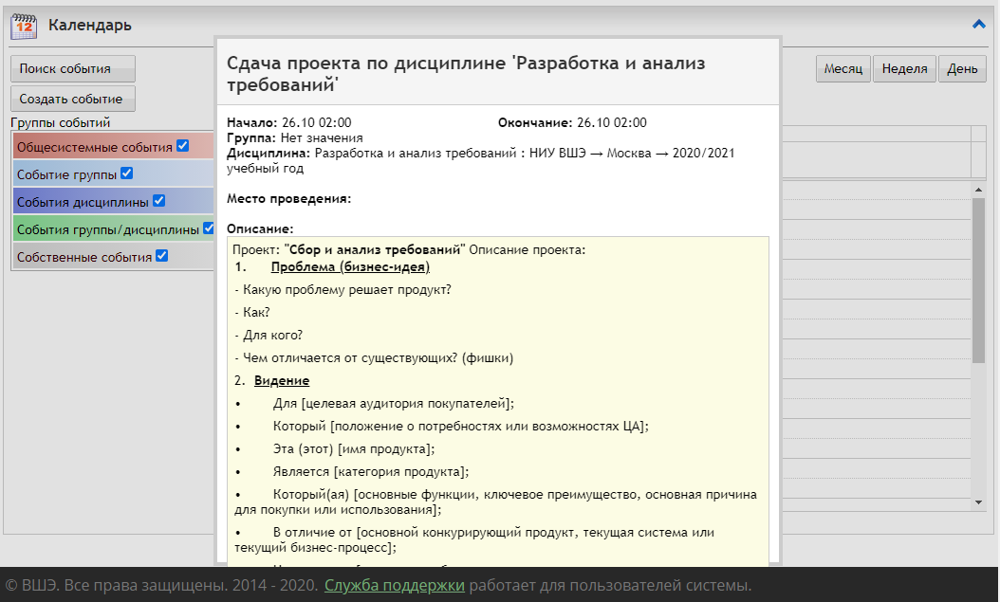 12
Календарь
Сдача проекта по дисциплине 'Разработка и анализ
требований'
Поиск события
Месяц
Неделя
День
Создать событие
Группы событий
Общесистемные события
Событие группы
События дисциплины
События группы/дисциплины
Собственные события
Начало: 26.10 02:00
Окончание: 26.10 02:00
Группа: Нет значения
Дисциплина: Разработка и анализ требований : НИУ ВШЭ → Москва → 2020/2021
учебный год
Место проведения:
Описание:
Проект: "Сбор и анализ требований" Описание проекта:
1. Проблема (бизнес-идея)
- Какую проблему решает продукт?
- Как?
- Для кого?
- Чем отличается от существующих? (фишки)
2. Видение
• Для [целевая аудитория покупателей];
• Который [положение о потребностях или возможностях ЦА];
• Эта (этот) [имя продукта];
• Является [категория продукта];
• Который(ая) [основные функции, ключевое преимущество, основная причина
для покупки или использования];
• В отличие от [основной конкурирующий продукт, текущая система или
текущий бизнес-процесс];
© ВШЭ. Все права защищены. 2014 - 2020. Служба поддержки работает для пользователей системы.